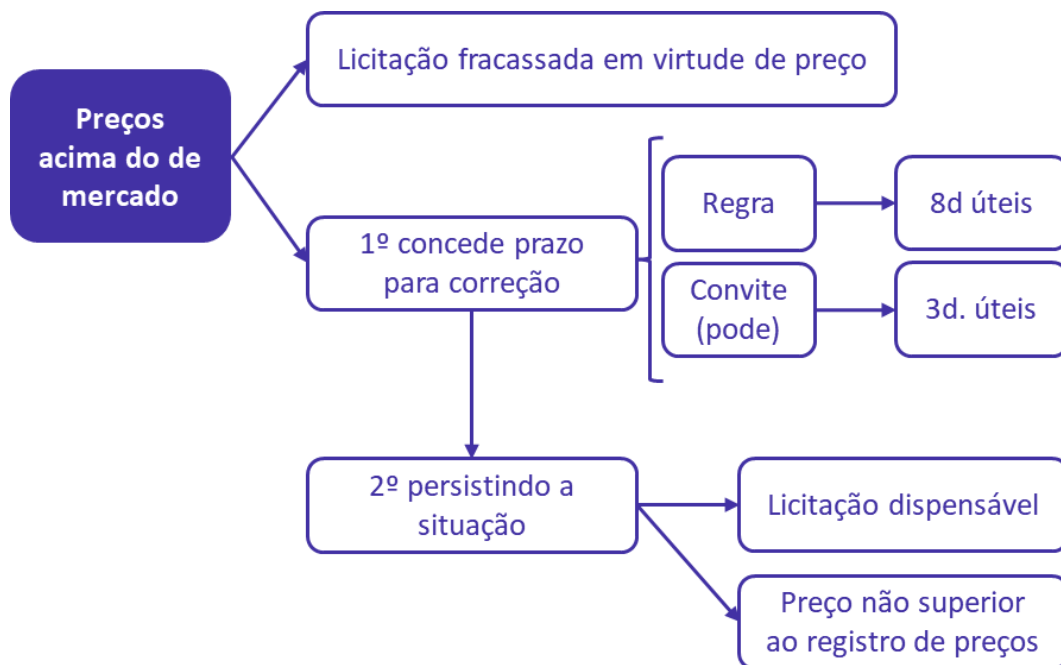 Preços
acima do de
mercado
Licitação fracassada em virtude de preço
1º concede prazo
para correção
Regra
8d úteis
Convite
(pode)
3d. úteis
2º persistindo a
situação
Licitação dispensável
Preço não superior
ao registro de preços